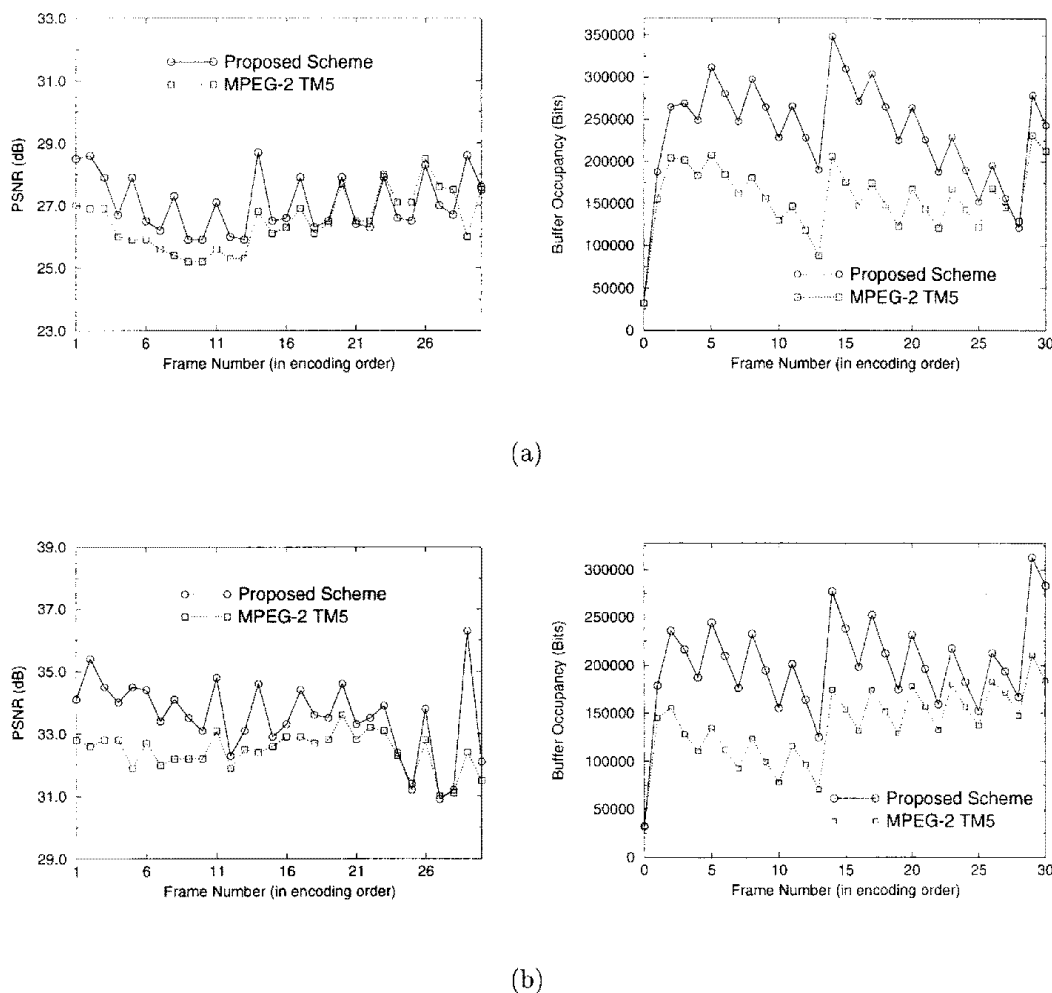 33.0
31.0
29.0
27.0
25.0
23.0
PSNR (dB)
Proposed Scheme
MPEG-2 TM5
1 6 11 16 21 26
Frame Number (in encoding order)
350000
300000
250000
200000
150000
100000
50000
0
Buffer Occupancy (Bits)
Proposed Scheme
MPEG-2 TM5
0 5 10 15 20 25 30
Frame Number (in encoding order)
(a)
39.0
37.0
35.0
33.0
31.0
29.0
PSNR (dB)
Proposed Scheme
MPEG-2 TM5
1 6 11 16 21 26
Frame Number (in encoding order)
300000
250000
200000
150000
100000
50000
0
Buffer Occupancy (Bits)
Proposed Scheme
MPEG-2 TM5
0 5 10 15 20 25 30
Frame Number (in encoding order)
(b)